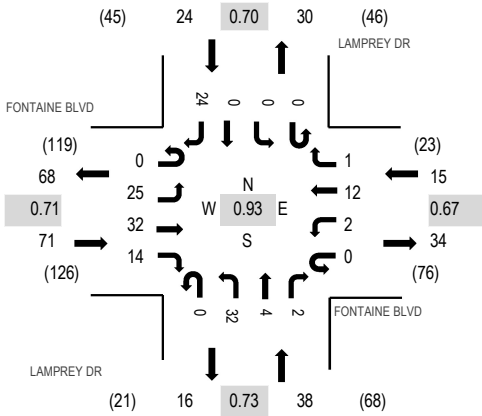 (45) 24 0.70 30 (46)
LAMPREY DR
24 0 0 0
FONTAINE BLVD
(119) (23)
0 1
68 15
25 N 12
0.71 W 0.93 E 0.67
32 2
71 S 34
14 0
(126) (76)
0 32 4 2
FONTAINE BLVD
LAMPREY DR
(21) 16 0.73 38 (68)